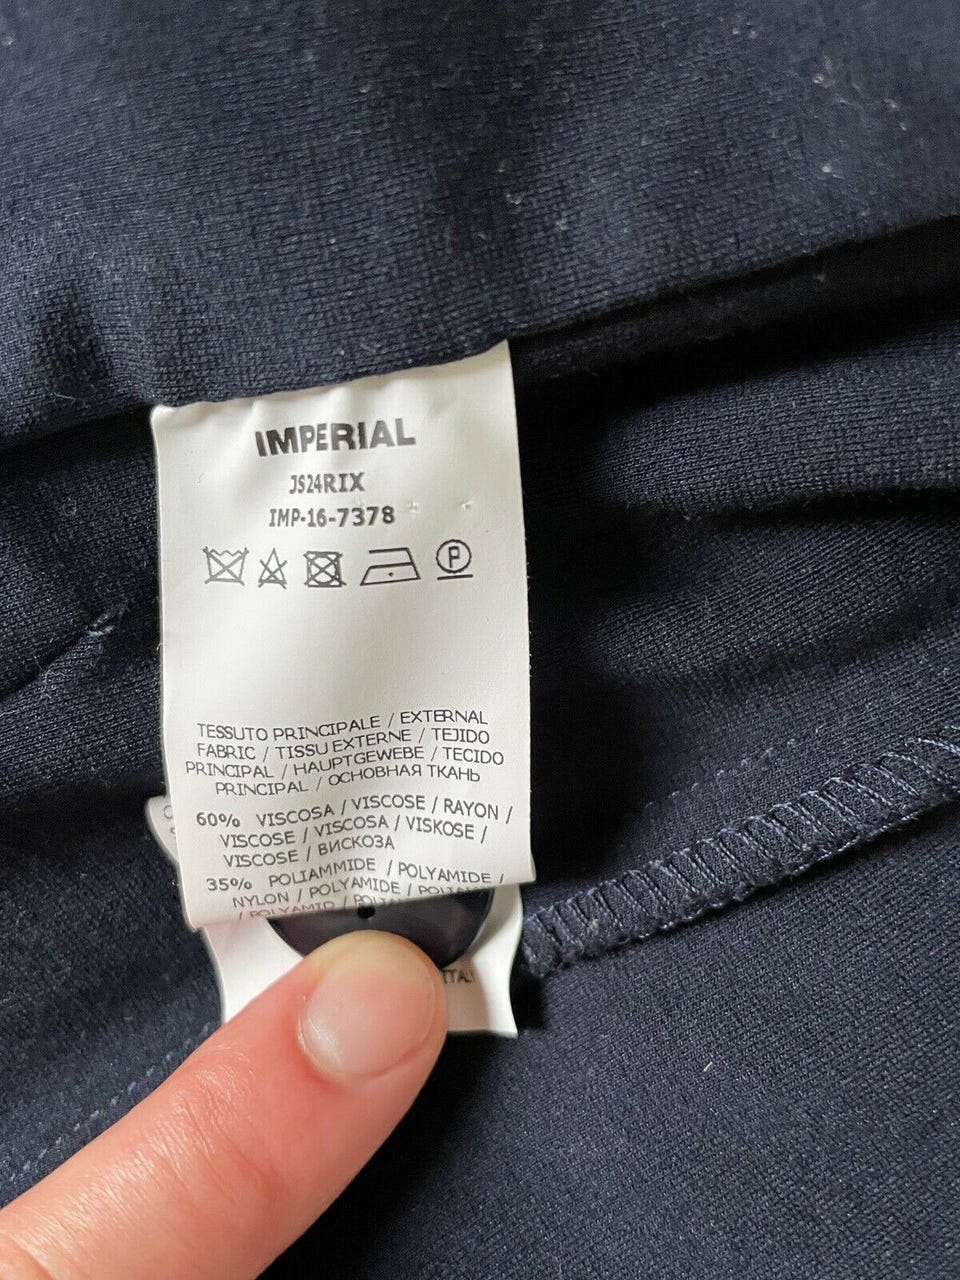 IMPERIAL
JS24RIX
IMP-16-7378
P
TESSUTO PRINCIPALE / EXTERNAL
FABRIC / TISSU EXTERNE / TEJIDO
PRINCIPAL / HAUPTGEWEBE / TECIDO
PRINCIPAL / ОСНОВНАЯ ТКАНЬ
60% VISCOSA / VISCOSE / RAYON /
VISCOSE / VISCOSA / VISKOSE /
VISCOSE / ВИСКОЗА
35% POLIAMMIDE / POLYAMIDE /
NYLON / POLYAMIDE /
/ POLYAMID /